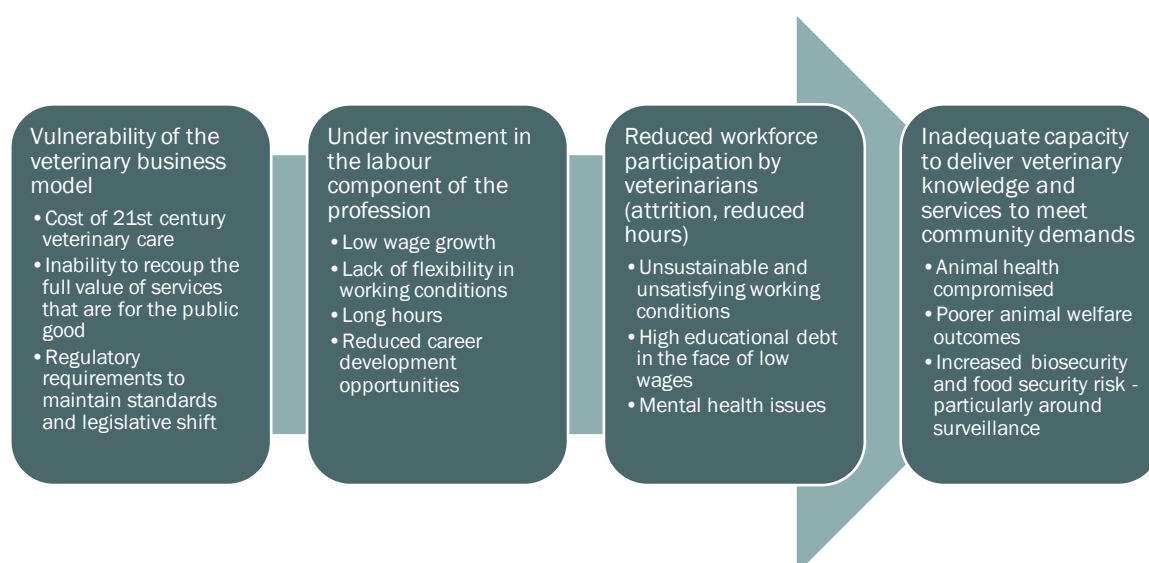 Vulnerability of the
veterinary business
model
•Cost of 21st century
veterinary care
•Inability to recoup the
full value of services
that are for the public
good
•Regulatory
requirements to
maintain standards
and legislative shift
Under investment in
the labour
component of the
profession
•Low wage growth
•Lack of flexibility in
working conditions
•Long hours
•Reduced career
development
opportunities
Reduced workforce
participation by
veterinarians
(attrition, reduced
hours)
•Unsustainable and
unsatisfying working
conditions
•High educational debt
in the face of low
wages
•Mental health issues
Inadequate capacity
to deliver veterinary
knowledge and
services to meet
community demands
•Animal health
compromised
•Poorer animal welfare
outcomes
•Increased biosecurity
and food security risk -
particularly around
surveillance